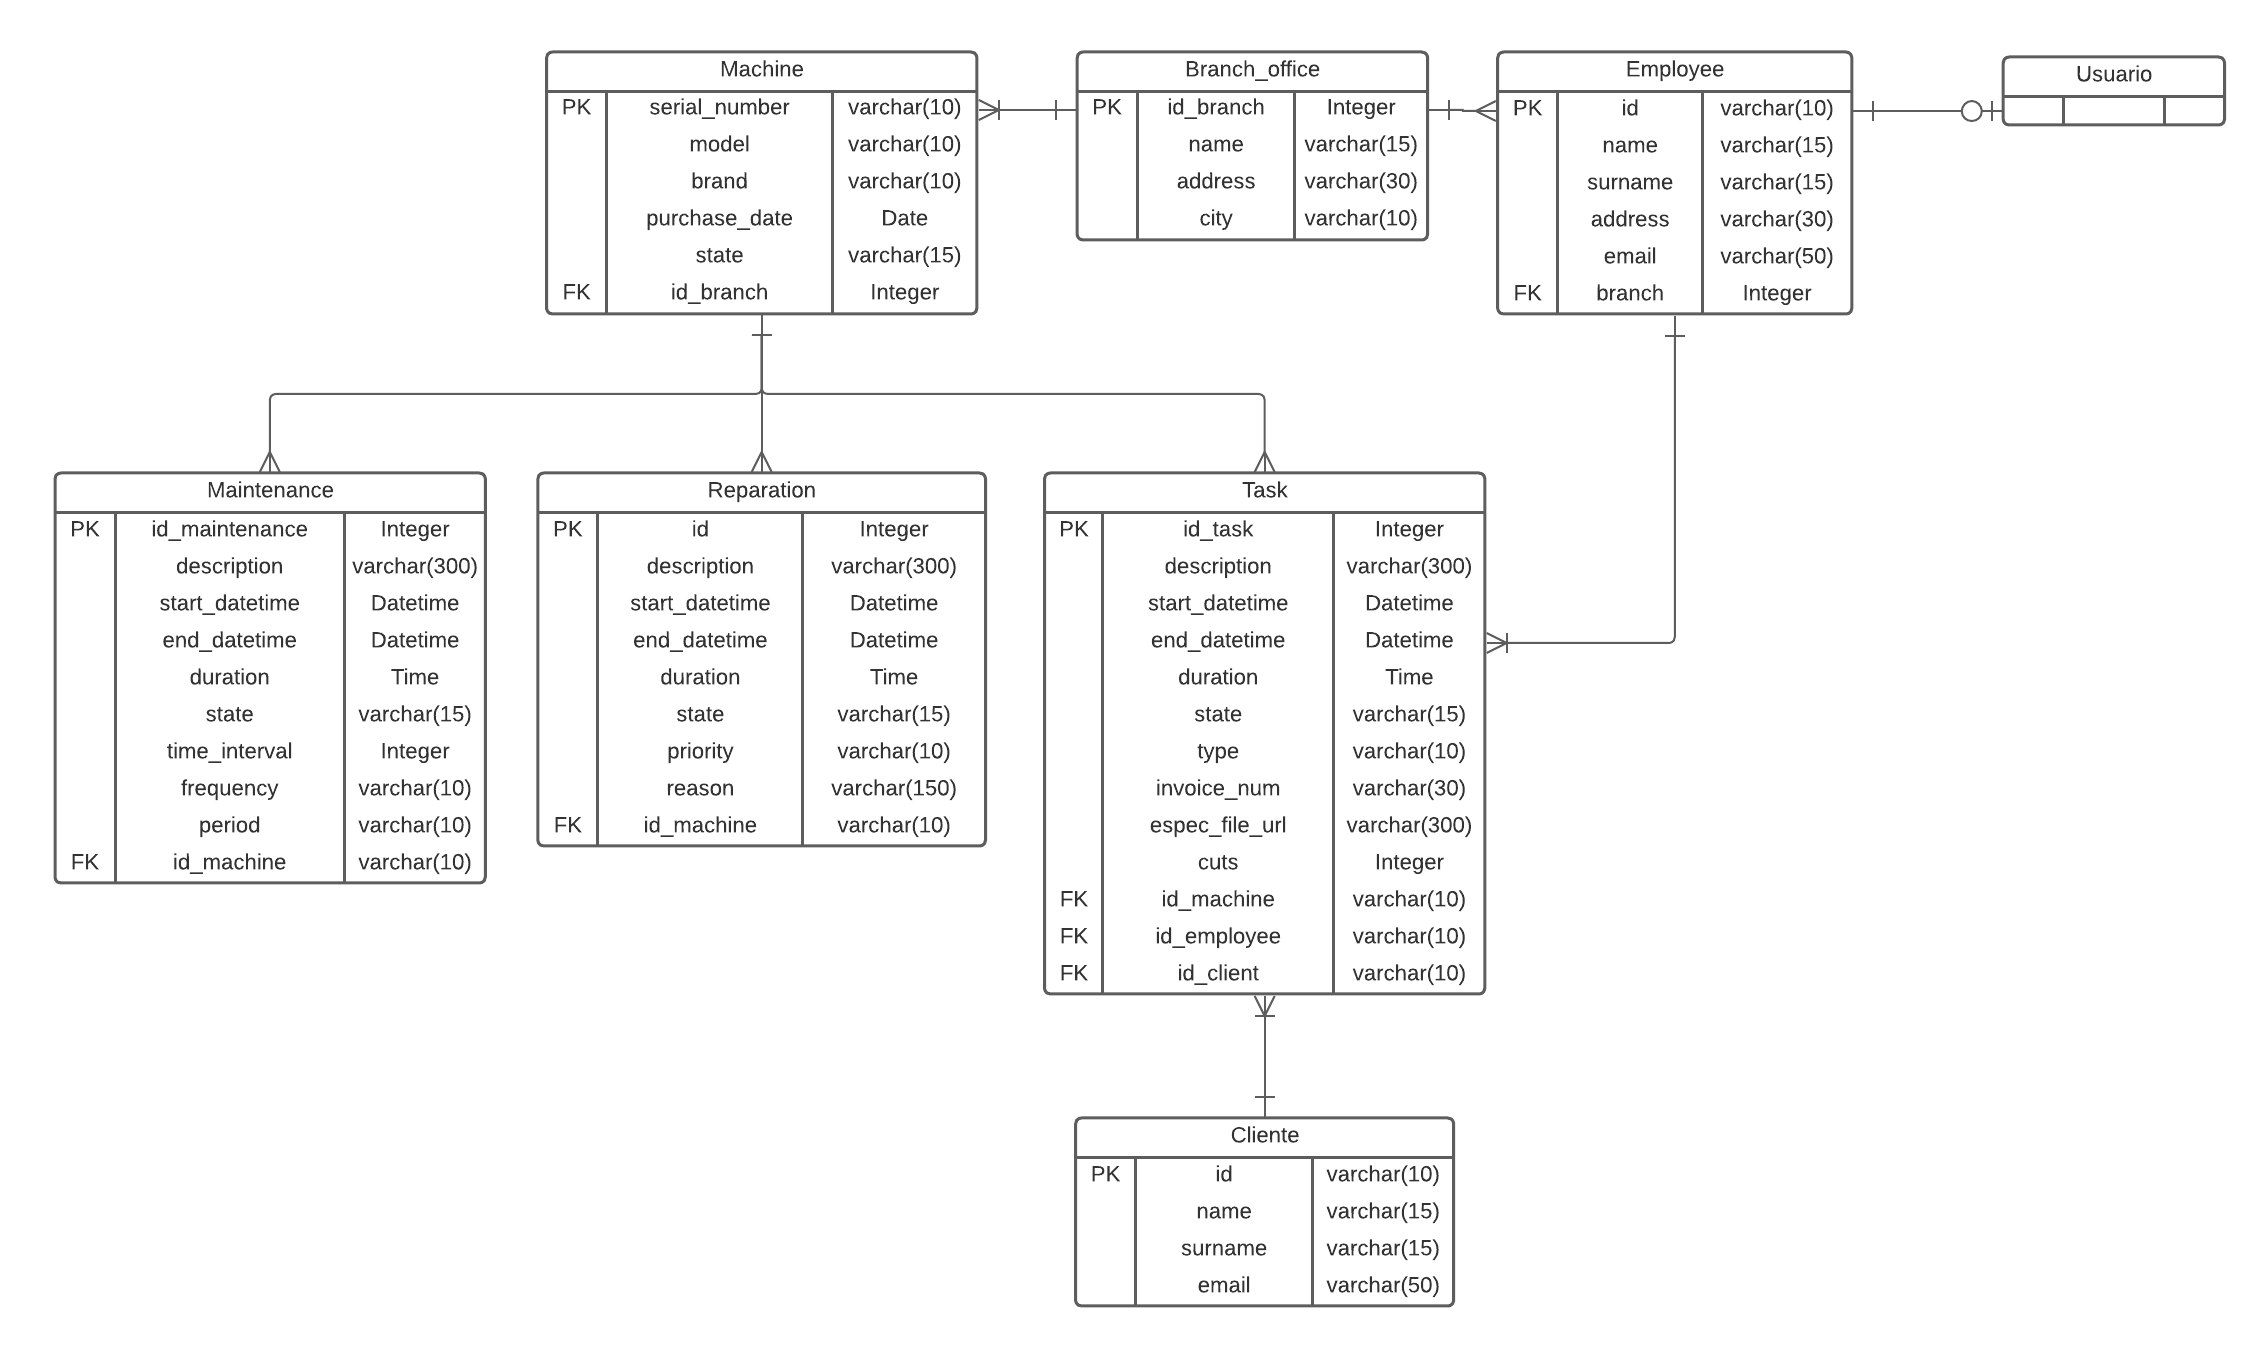 Machine
PK serial_number varchar(10)
model varchar(10)
brand varchar(10)
purchase_date Date
state varchar(15)
FK id_branch Integer
Branch_office
PK id_branch Integer
name varchar(15)
address varchar(30)
city varchar(10)
Employee
PK id varchar(10)
name varchar(15)
surname varchar(15)
address varchar(30)
email varchar(50)
FK branch Integer
Usuario
Maintenance
PK id_maintenance Integer
description varchar(300)
start_datetime Datetime
end_datetime Datetime
duration Time
state varchar(15)
time_interval Integer
frequency varchar(10)
period varchar(10)
FK id_machine varchar(10)
Reparation
PK id Integer
description varchar(300)
start_datetime Datetime
end_datetime Datetime
duration Time
state varchar(15)
priority varchar(10)
reason varchar(150)
FK id_machine varchar(10)
Task
PK id_task Integer
description varchar(300)
start_datetime Datetime
end_datetime Datetime
duration Time
state varchar(15)
type varchar(10)
invoice_num varchar(30)
espec_file_url varchar(300)
cuts Integer
FK id_machine varchar(10)
FK id_employee varchar(10)
FK id_client varchar(10)
Cliente
PK id varchar(10)
name varchar(15)
surname varchar(15)
email varchar(50)